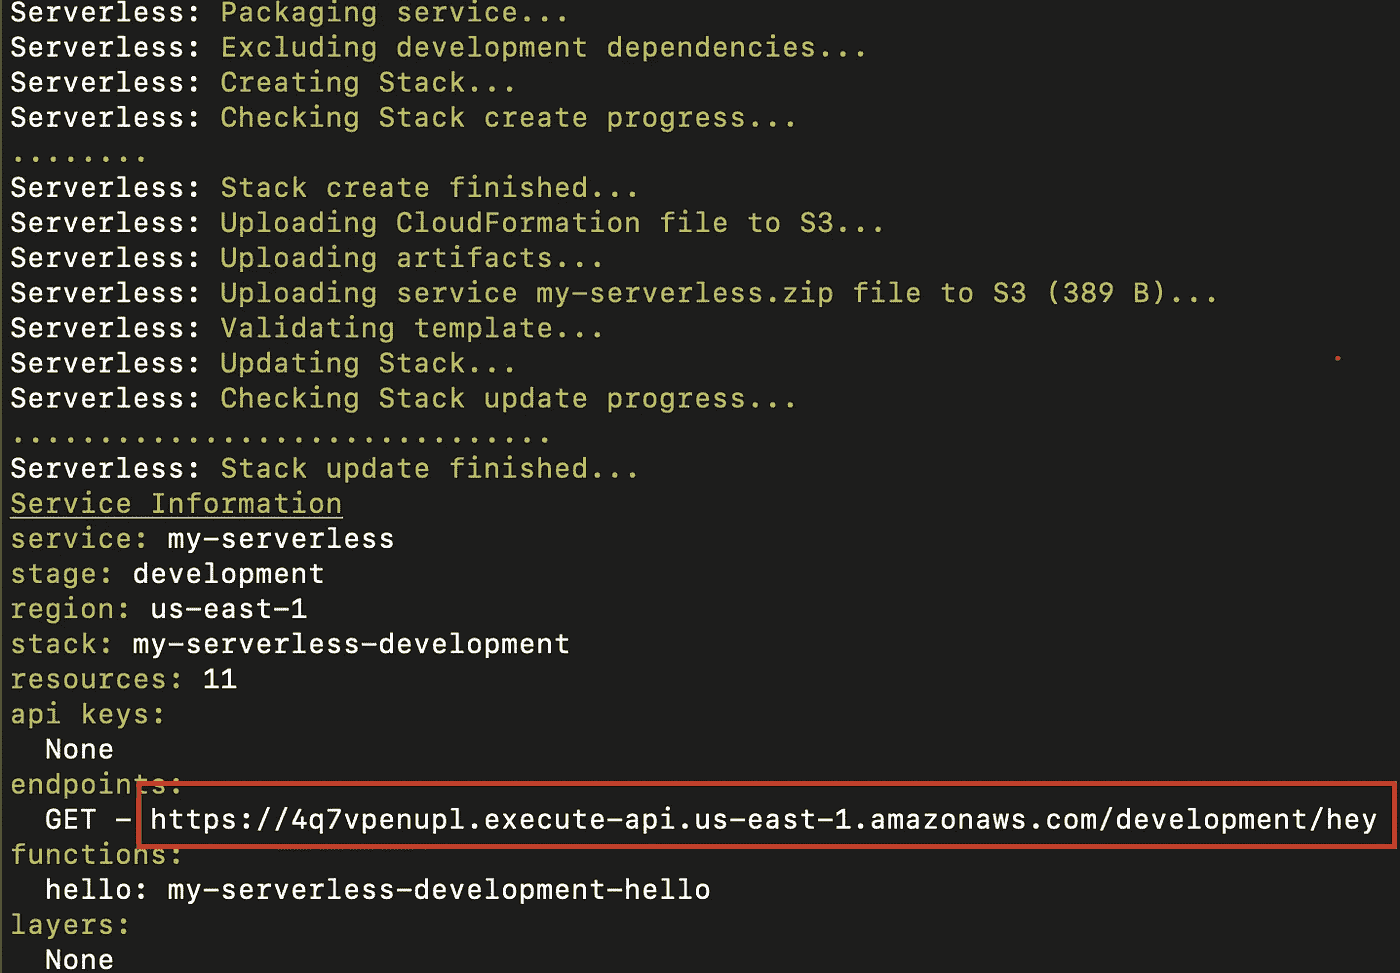 Serverless: Packaging service...
Serverless: Excluding development dependencies...
Serverless: Creating Stack...
Serverless: Checking Stack create progress...
........
Serverless: Stack create finished...
Serverless: Uploading CloudFormation file to S3...
Serverless: Uploading artifacts...
Serverless: Uploading service my-serverless.zip file to S3 (389 B)...
Serverless: Validating template...
Serverless: Updating Stack...
Serverless: Checking Stack update progress...
...............................
Serverless: Stack update finished...
Service Information
service: my-serverless
stage: development
region: us-east-1
stack: my-serverless-development
resources: 11
api keys:
  None
endpoints:
  GET - https://4q7vpenupl.execute-api.us-east-1.amazonaws.com/development/hey
functions:
  hello: my-serverless-development-hello
layers:
  None